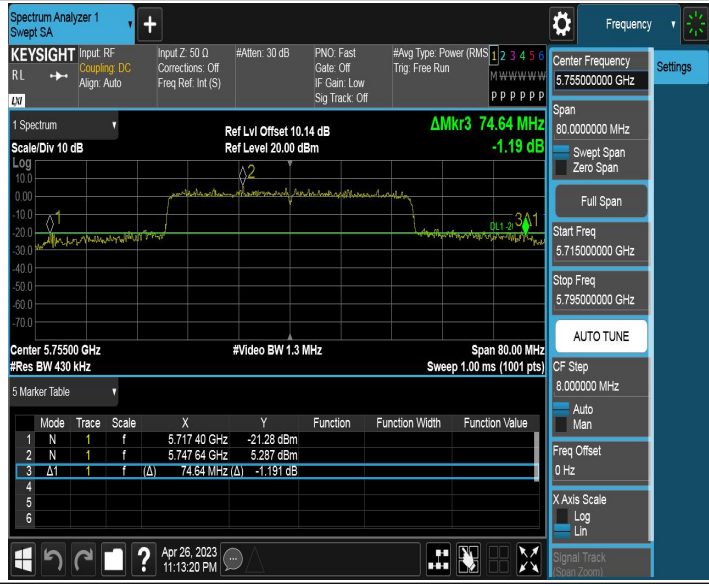 Spectrum Analyzer 1
Swept SA
Frequency
KEYSIGHT
RL
LXI
Input: RF
Coupling: DC
Align: Auto
Input Z: 50 Ω
Corrections: Off
Freq Ref: Int (S)
#Atten: 30 dB
PNO: Fast
Gate: Off
IF Gain: Low
Sig Track: Off
#Avg Type: Power (RMS
Trig: Free Run
1 2 3 4 5 6
M W W W W W
P P P P P P
1 Spectrum
Scale/Div 10 dB
Ref Lvl Offset 10.14 dB
Ref Level 20.00 dBm
ΔMkr3 74.64 MHz
-1.19 dB
Log
10.0
0.00
-10.0
-20.0
-30.0
-40.0
-50.0
-60.0
-70.0
1
2
3Δ1
Center 5.75500 GHz
#Res BW 430 kHz
#Video BW 1.3 MHz
Span 80.00 MHz
Sweep 1.00 ms (1001 pts)
5 Marker Table
Mode Trace Scale X Y Function Function Width Function Value
1 N 1 f 5.717 40 GHz -21.28 dBm
2 N 1 f 5.747 64 GHz 5.287 dBm
3 Δ1 1 f (Δ) 74.64 MHz (Δ) -1.191 dB
4
5
6
Apr 26, 2023
11:13:20 PM
Center Frequency
5.755000000 GHz
Settings
Span
80.0000000 MHz
Swept Span
Zero Span
Full Span
Start Freq
5.715000000 GHz
Stop Freq
5.795000000 GHz
AUTO TUNE
CF Step
8.000000 MHz
Auto
Man
Freq Offset
0 Hz
X Axis Scale
Log
Lin
Signal Track
(Span Zoom)